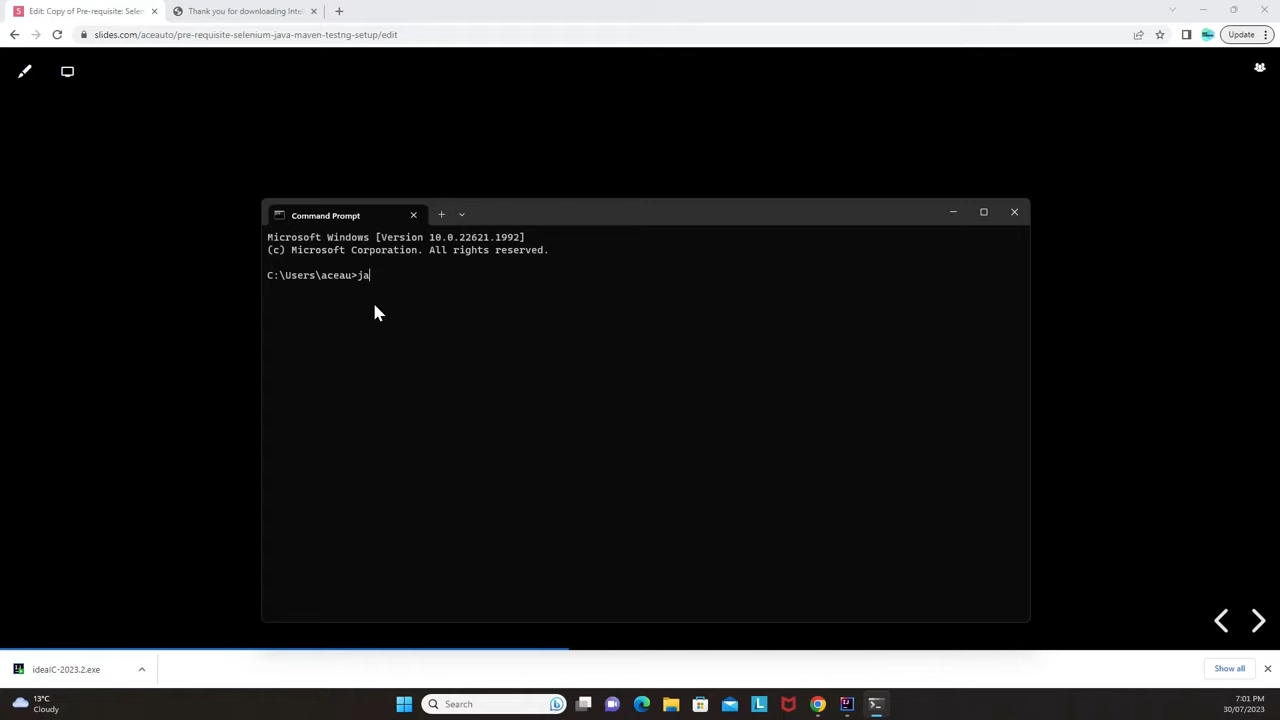 Edit: Copy of Pre-requisite: Selen
Thank you for downloading Intel
slides.com/aceauto/pre-requisite-selenium-java-maven-testng-setup/edit
Update
Command Prompt
Microsoft Windows [Version 10.0.22621.1992]
(c) Microsoft Corporation. All rights reserved.
C:\Users\aceau>ja
ideaIC-2023.2.exe
Show all
13°C
Cloudy
Search
7:01 PM
30/07/2023